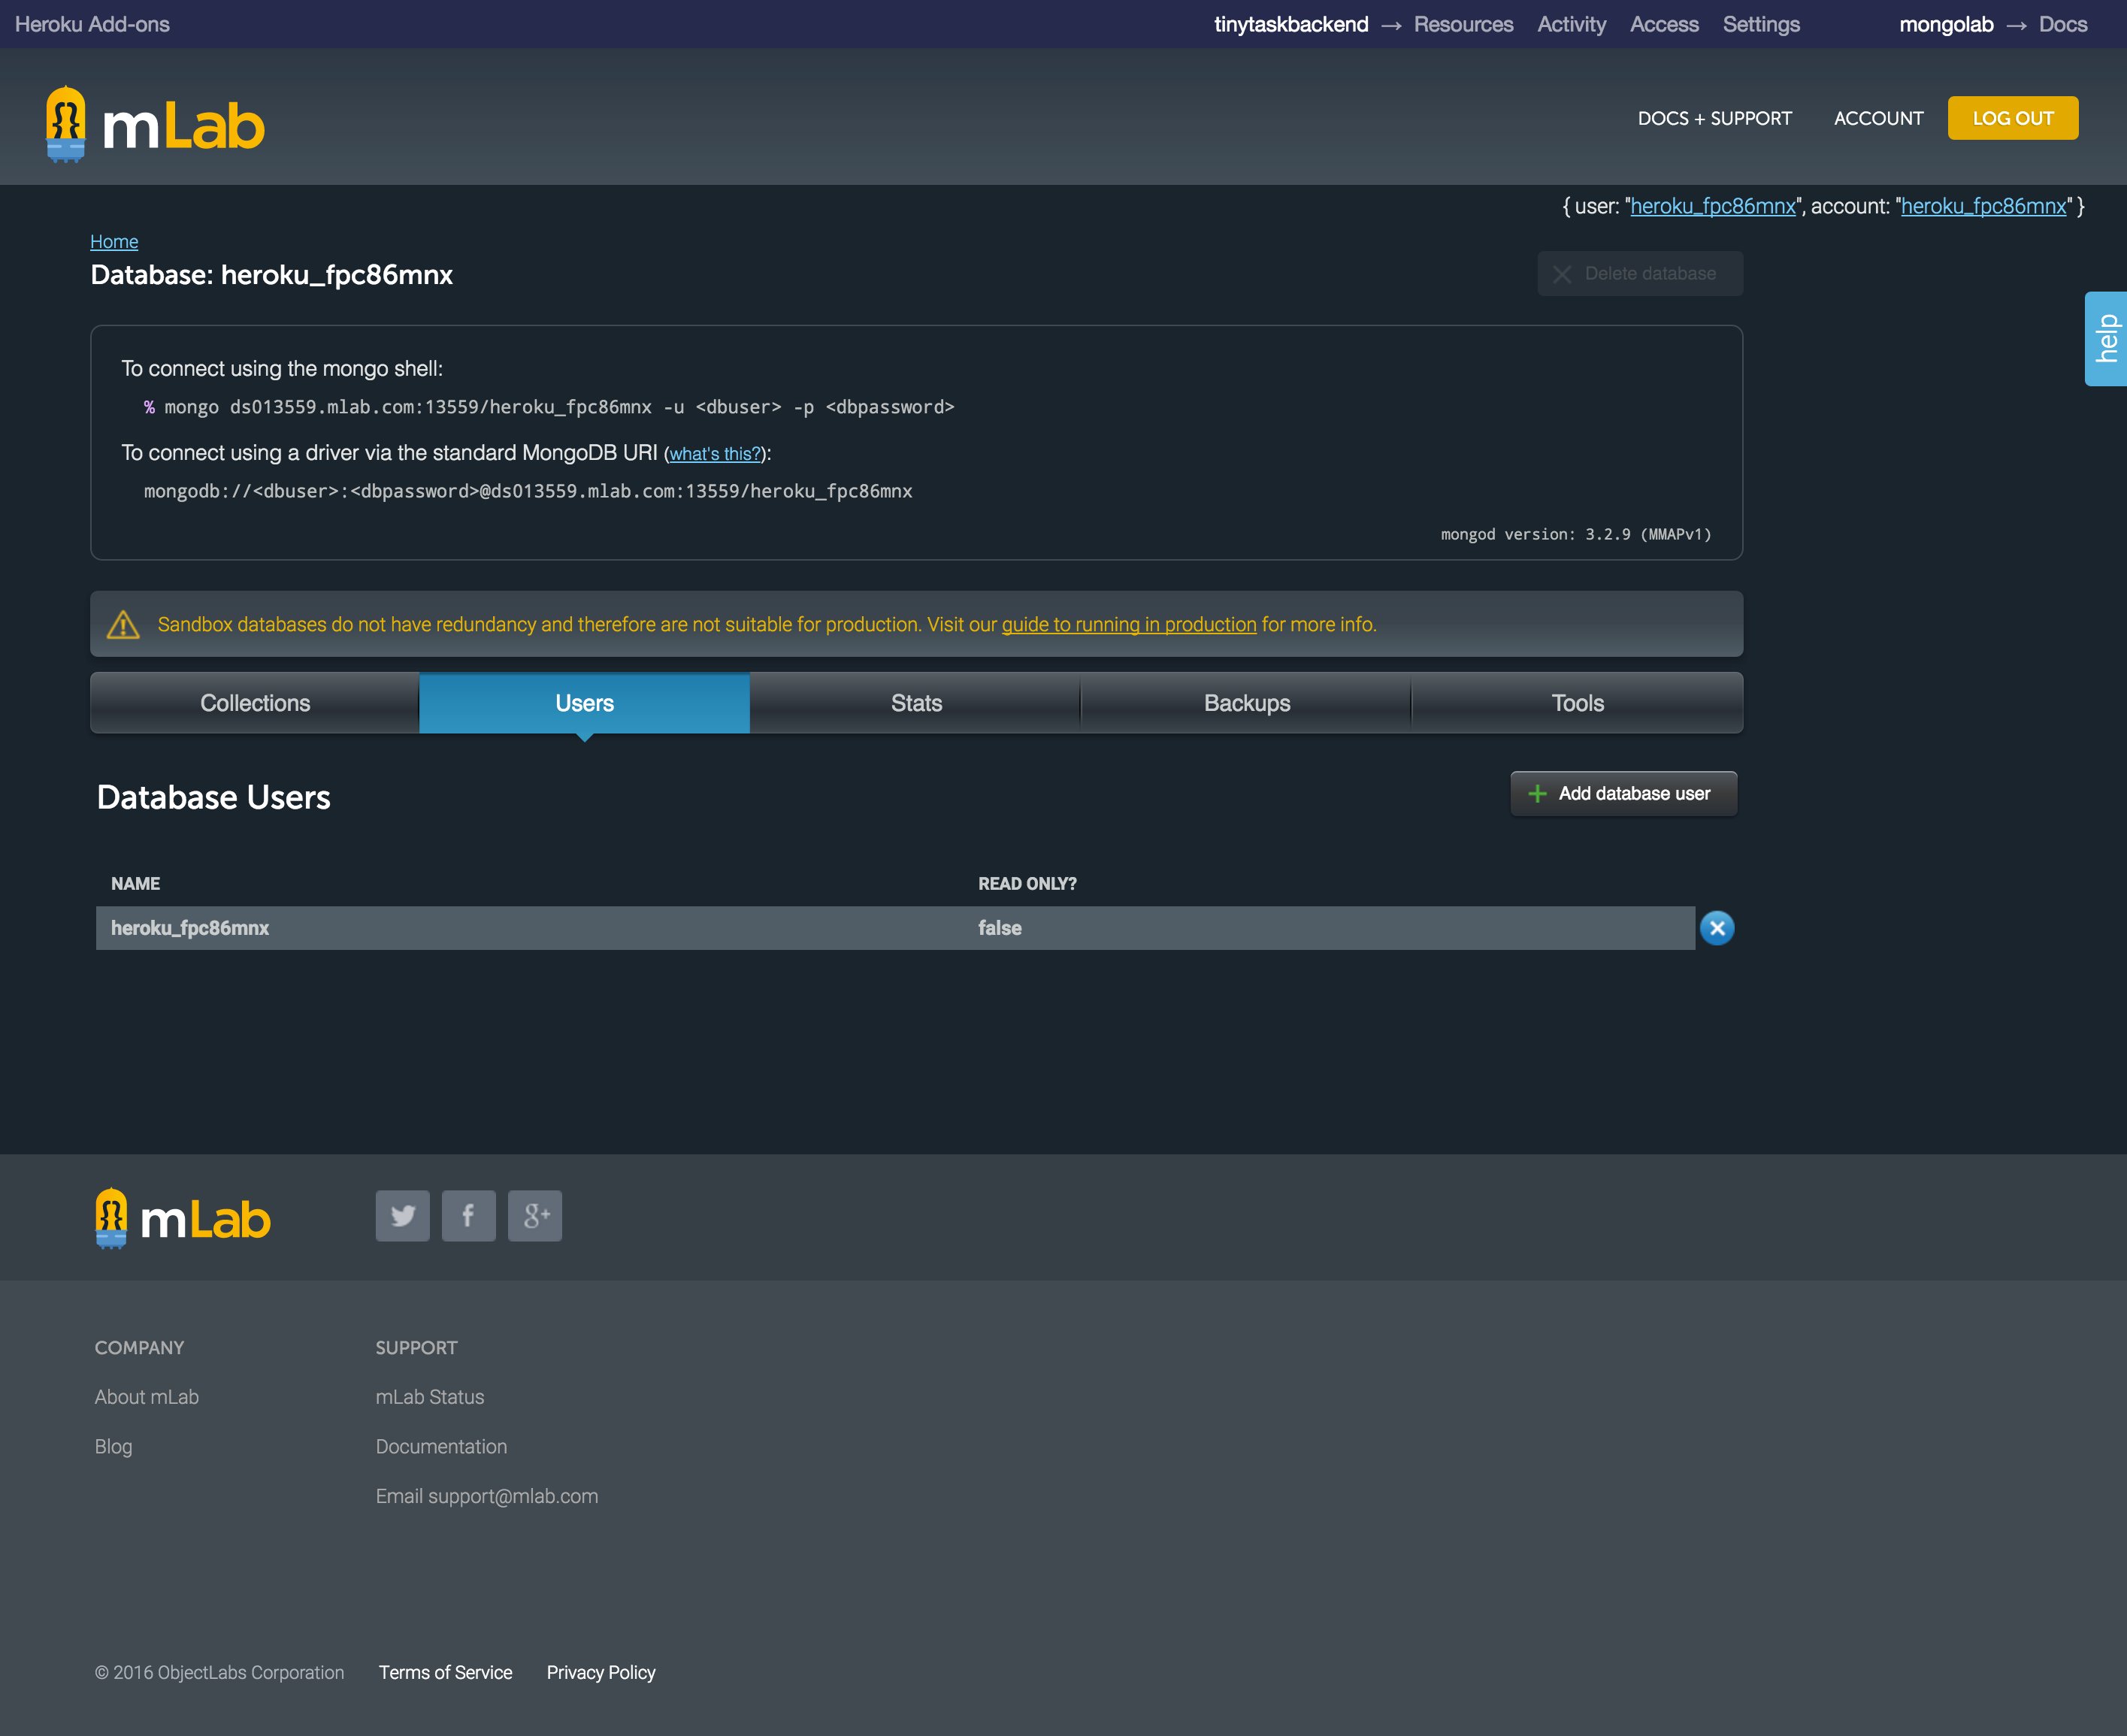 Heroku Add-ons
tinytaskbackend → Resources Activity Access Settings mongolab → Docs
mLab
DOCS + SUPPORT ACCOUNT LOG OUT
{ user: "heroku_fpc86mnx", account: "heroku_fpc86mnx" }
Home
Database: heroku_fpc86mnx
Delete database
help
To connect using the mongo shell:
% mongo ds013559.mlab.com:13559/heroku_fpc86mnx -u <dbuser> -p <dbpassword>
To connect using a driver via the standard MongoDB URI (what's this?):
mongodb://<dbuser>:<dbpassword>@ds013559.mlab.com:13559/heroku_fpc86mnx
mongod version: 3.2.9 (MMAPv1)
Sandbox databases do not have redundancy and therefore are not suitable for production. Visit our guide to running in production for more info.
Collections Users Stats Backups Tools
Database Users
Add database user
NAME READ ONLY?
heroku_fpc86mnx false
mLab
f g+
COMPANY SUPPORT
About mLab mLab Status
Blog Documentation
Email support@mlab.com
© 2016 ObjectLabs Corporation Terms of Service Privacy Policy